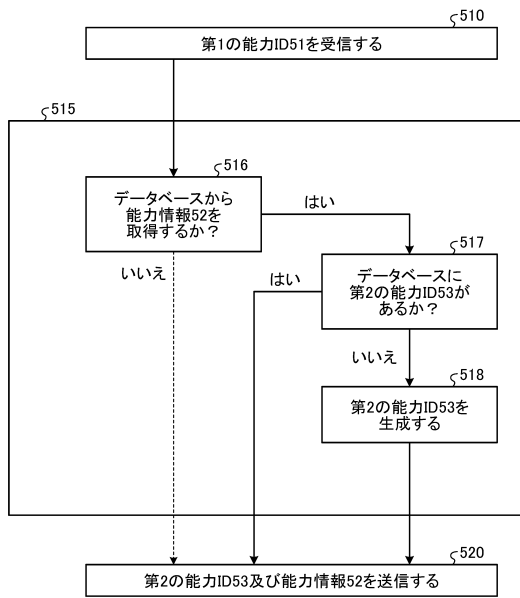 510
第1の能力ID51を受信する
515
516
データベースから
能力情報52を
取得するか？
はい
517
いいえ
はい
データベースに
第2の能力ID53が
あるか？
いいえ
518
第2の能力ID53を
生成する
520
第2の能力ID53及び能力情報52を送信する